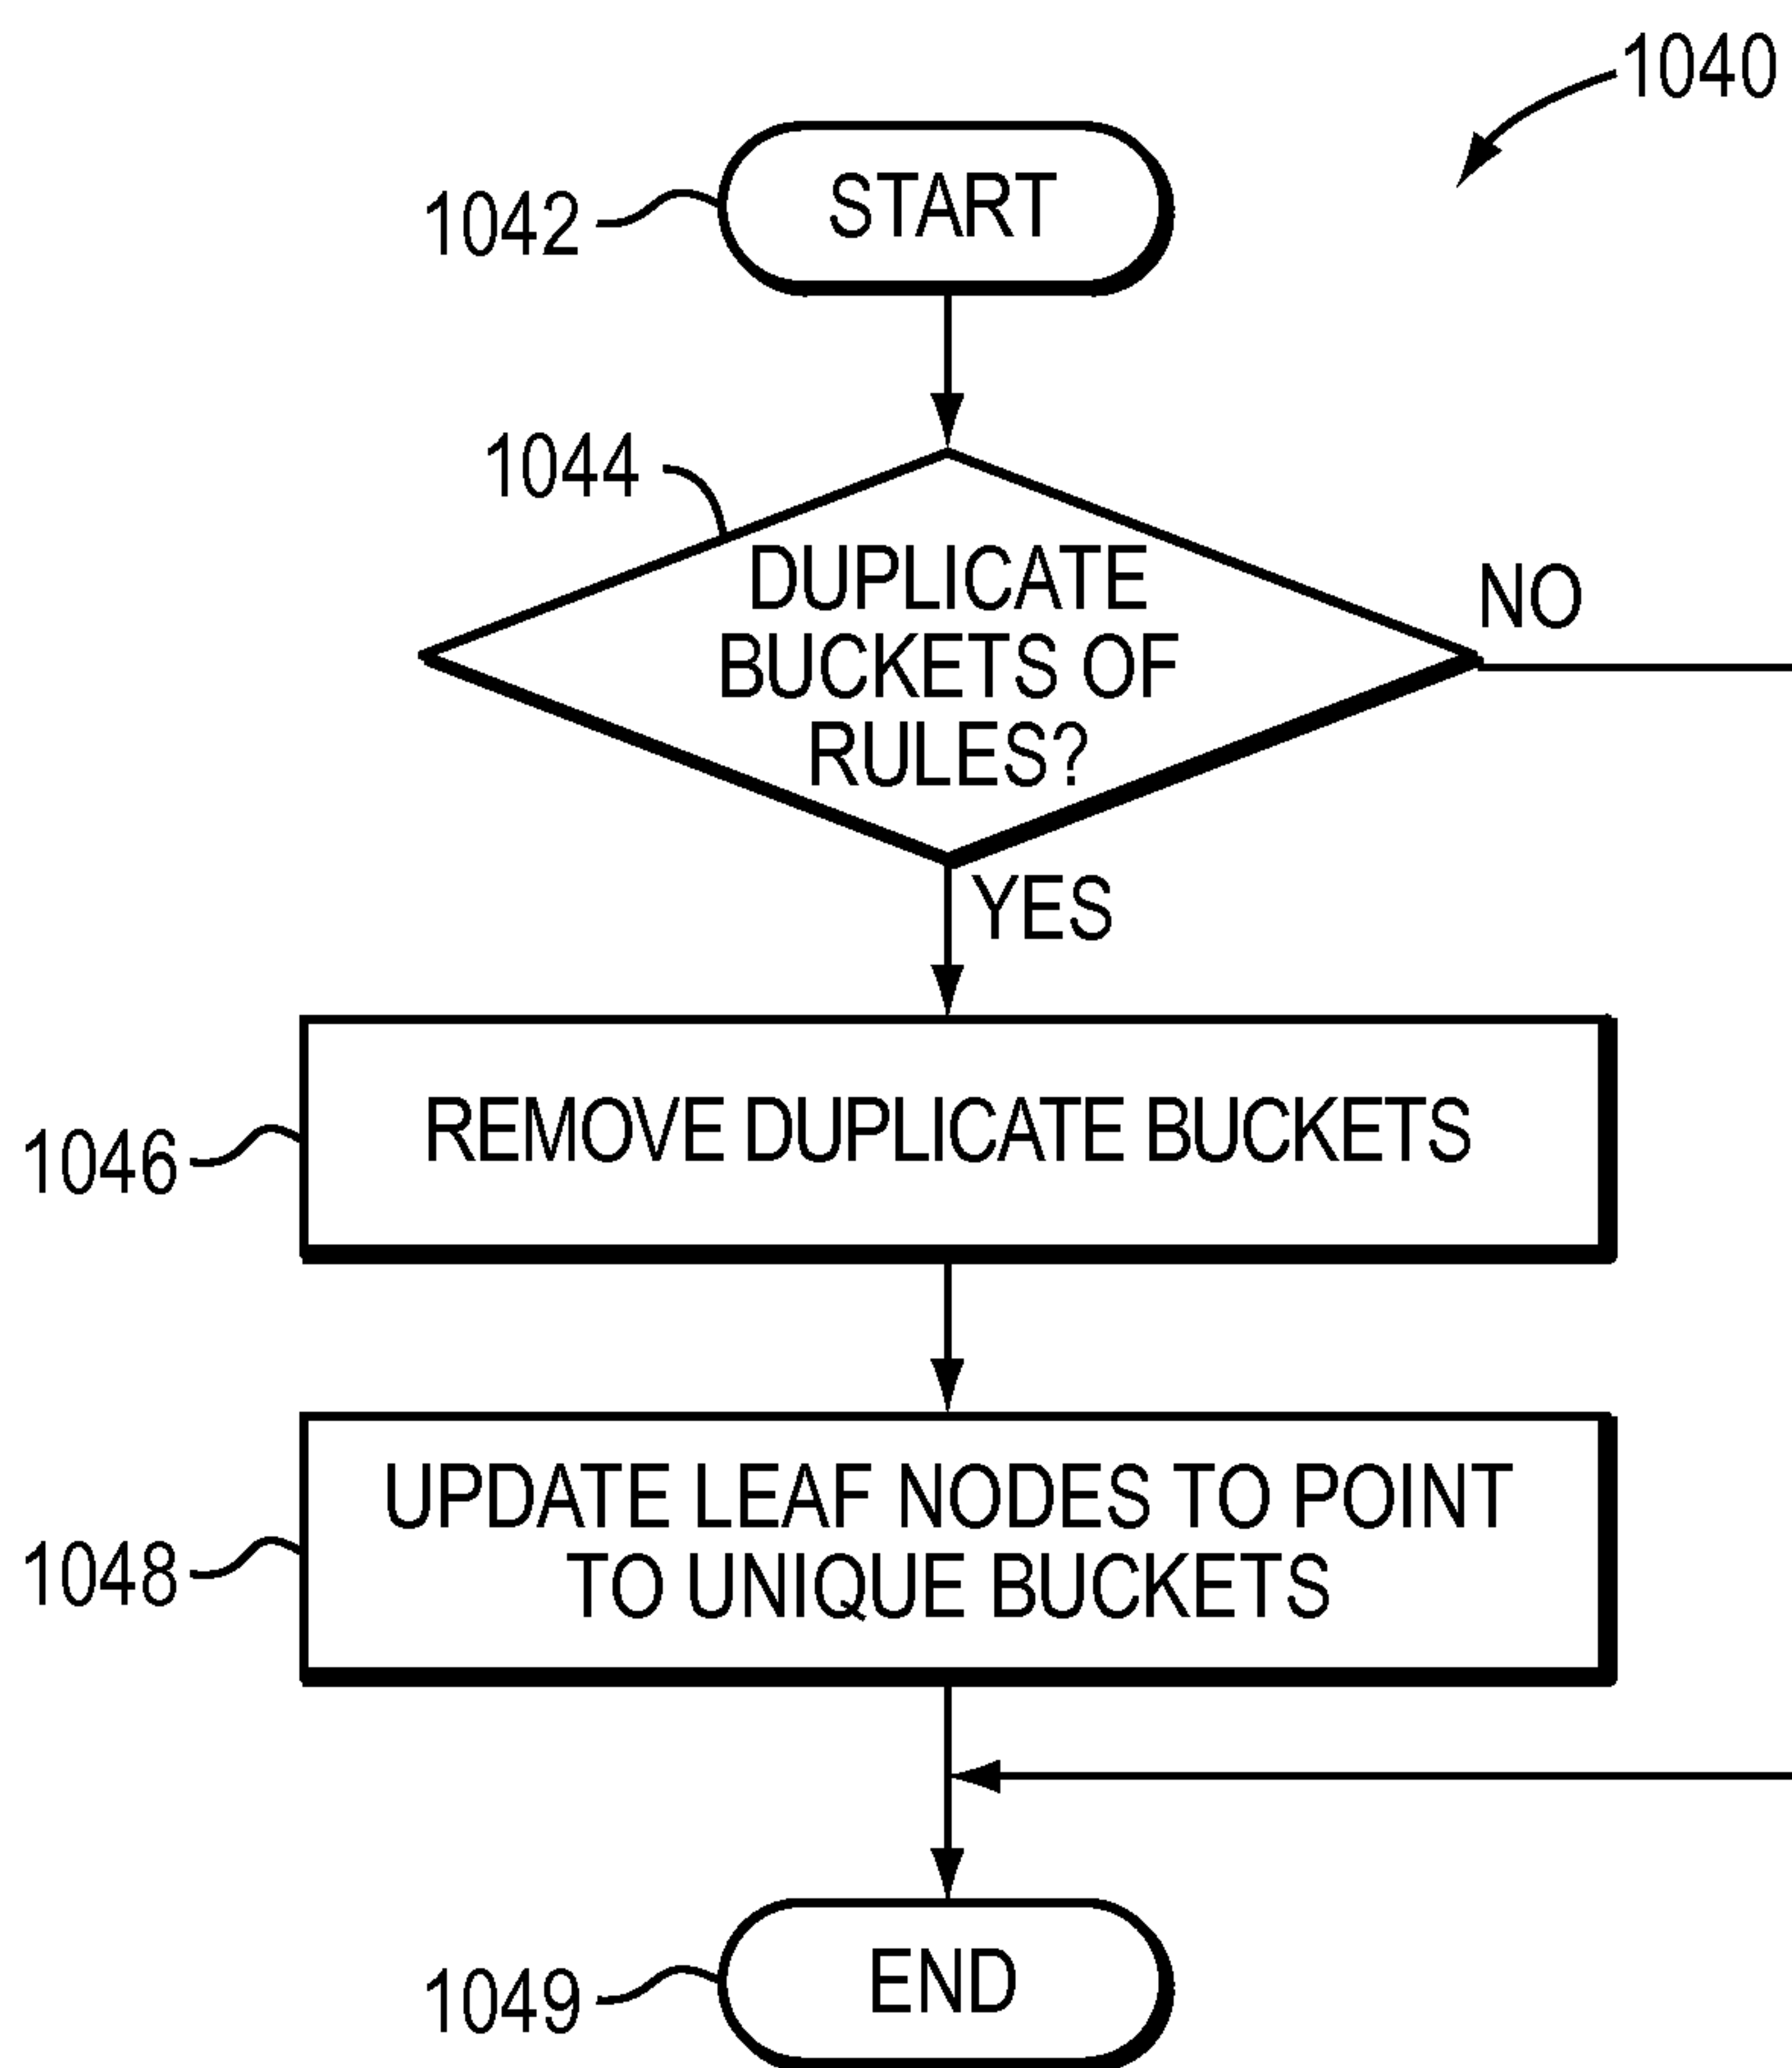 1040
START
1042
1044
DUPLICATE
BUCKETS OF
RULES?
NO
YES
REMOVE DUPLICATE BUCKETS
1046
UPDATE LEAF NODES TO POINT
TO UNIQUE BUCKETS
1048
END
1049